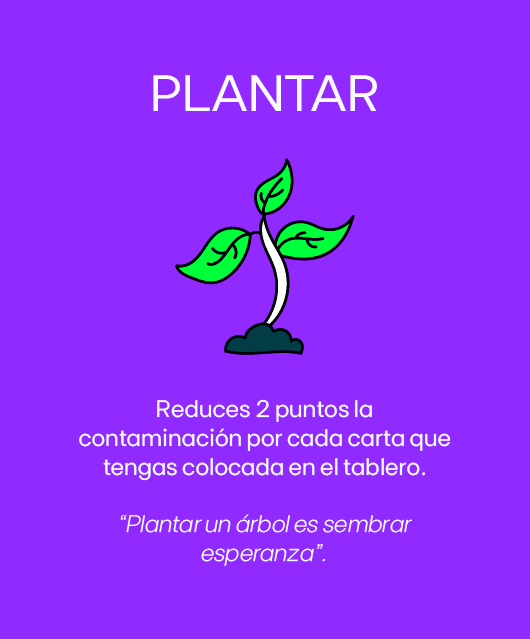 PLANTAR
Reduces 2 puntos la
contaminación por cada carta que
tengas colocada en el tablero.
“Plantar un árbol es sembrar
esperanza”.